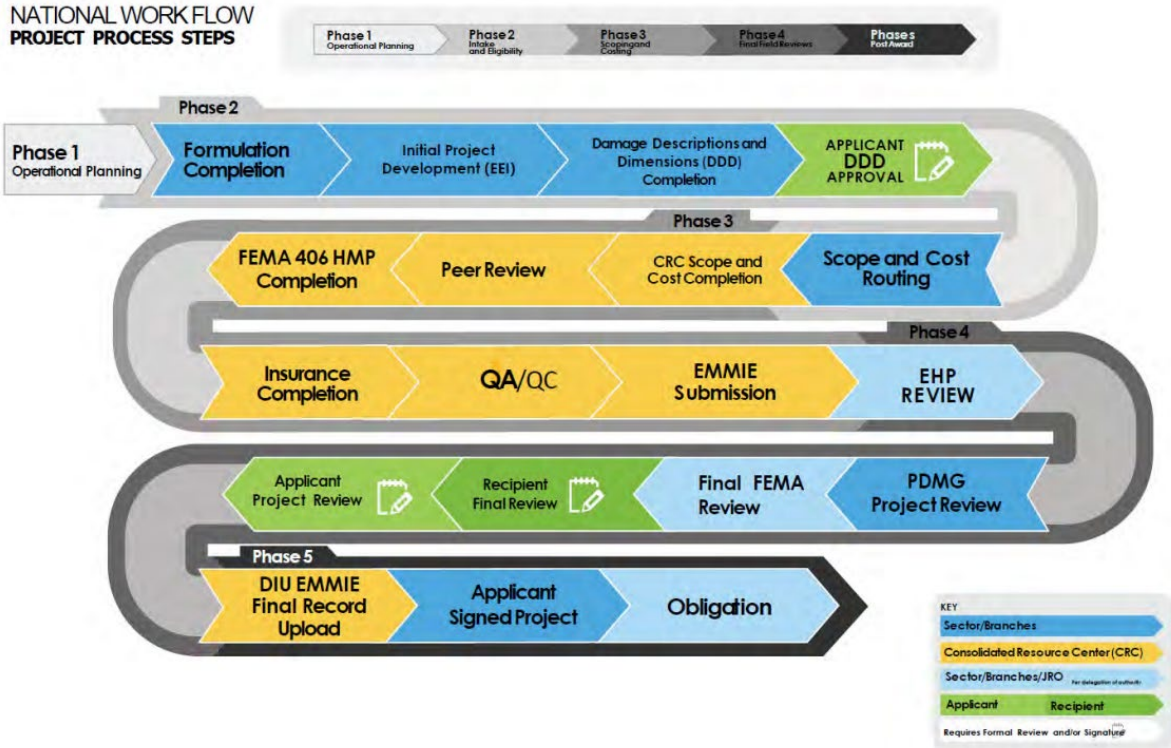 NATIONAL WORK FLOW
PROJECT PROCESS STEPS
Phase 1
Operational Planning
Phase 2
Intake
and Eligibility
Phase 3
Scopingand
Costing
Phase 4
Final Field Reviews
Phase s
Post Award
Phase 2
Phase 1
Operational Planning
Formulation
Completion
Initial Project
Development (EEI)
Damage Descriptions and
Dimensions (DDD)
Completion
APPLICANT
DDD
APPROVAL
Phase 3
FEMA 406 HMP
Completion
Peer Review
CRC Scope and
Cost Completion
Scope and Cost
Routing
Phase 4
Insurance
Completion
QA/QC
EMMIE
Submission
EHP
REVIEW
Applicant
Project Review
Recipient
Final Review
Final FEMA
Review
PDMG
Project Review
Phase 5
DIU EMMIE
Final Record
Upload
Applicant
Signed Project
Obligation
KEY
Sector/Branches
Consolidated Resource Center (CRC)
Sector/Branches/JRO For delegation of authority
Applicant Recipient
Requires Formal Review and/or Signature